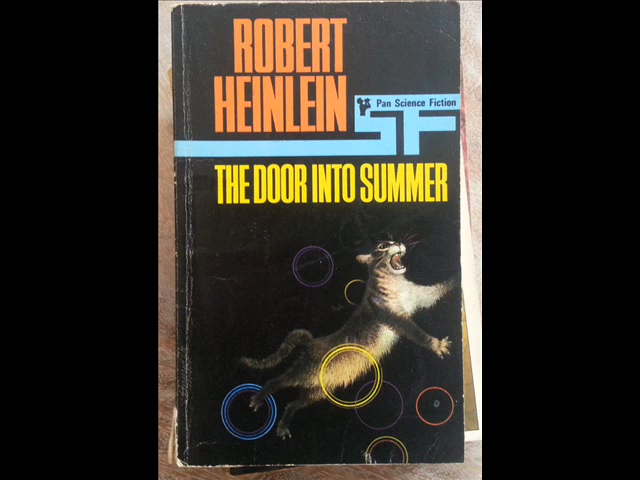 ROBERT
HEINLEIN
Pan Science Fiction
SF
THE DOOR INTO SUMMER